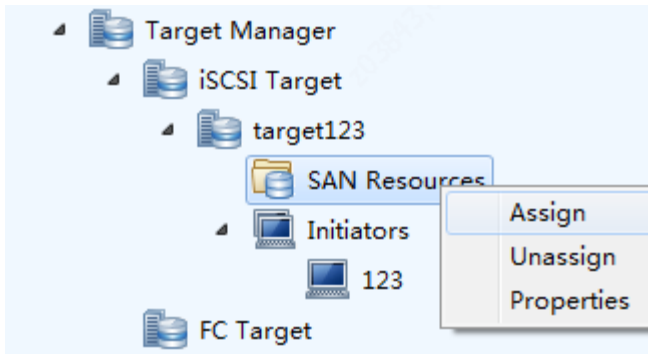 Target Manager
iSCSI Target
target123
SAN Resources
Assign
Initiators
Unassign
123
Properties
FC Target